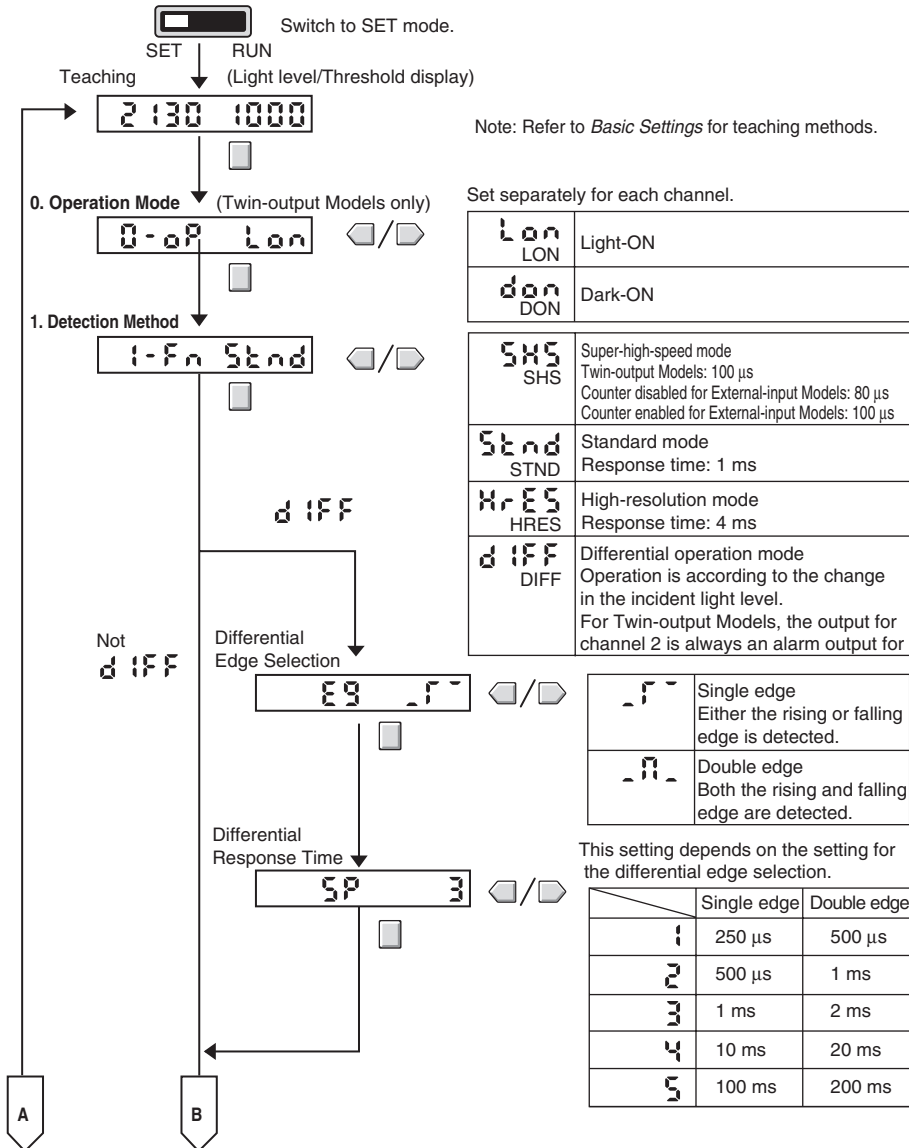 Switch to SET mode.
SET RUN
Teaching (Light level/Threshold display)
2130 1000
Note: Refer to Basic Settings for teaching methods.
0. Operation Mode (Twin-output Models only)
0-oP Lon /
Set separately for each channel.
Lon
LON Light-ON
don
DON Dark-ON
1. Detection Method
1-Fn Stnd /
SHS
SHS
Super-high-speed mode
Twin-output Models: 100 μs
Counter disabled for External-input Models: 80 μs
Counter enabled for External-input Models: 100 μs
Stnd
STND
Standard mode
Response time: 1 ms
HrES
HRES
High-resolution mode
Response time: 4 ms
dIFF
DIFF
Differential operation mode
Operation is according to the change
in the incident light level.
For Twin-output Models, the output for
channel 2 is always an alarm output for
dIFF
Not
dIFF
Differential
Edge Selection
Eg /
Single edge
Either the rising or falling
edge is detected.
Double edge
Both the rising and falling
edge are detected.
Differential
Response Time
SP 3 /
This setting depends on the setting for
the differential edge selection.
Single edge Double edge
1 250 μs 500 μs
2 500 μs 1 ms
3 1 ms 2 ms
4 10 ms 20 ms
5 100 ms 200 ms
A B